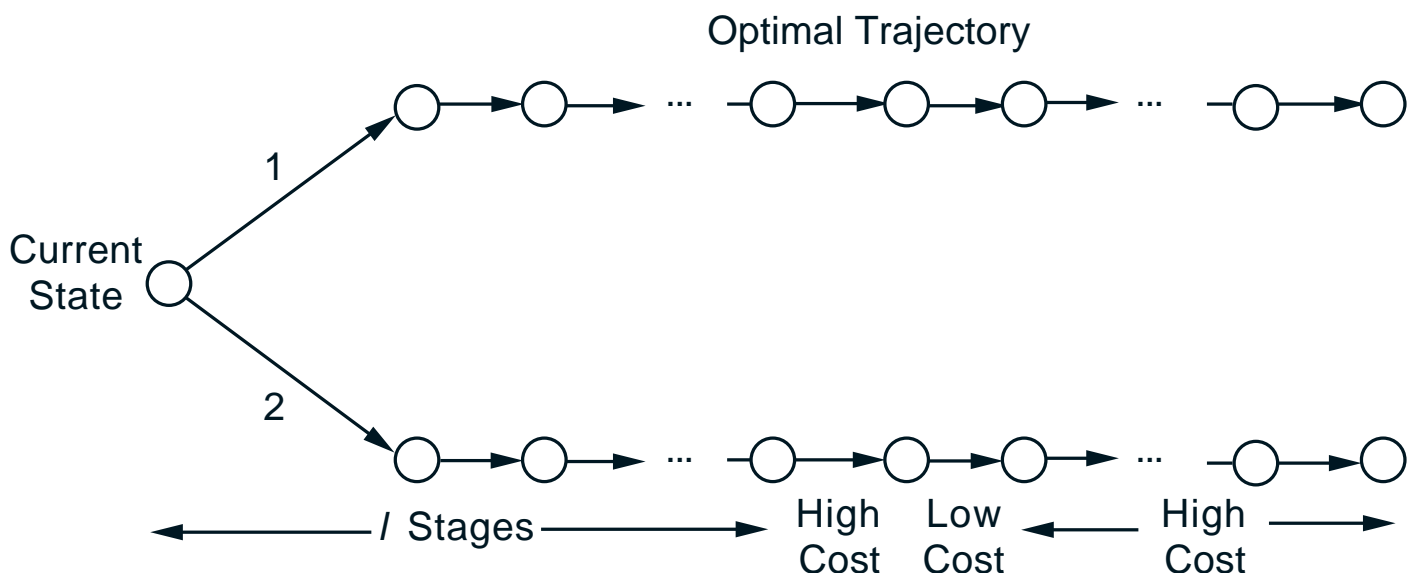 Optimal Trajectory
... ...
1
Current
State
2
... ...
l Stages High Low High
Cost Cost Cost